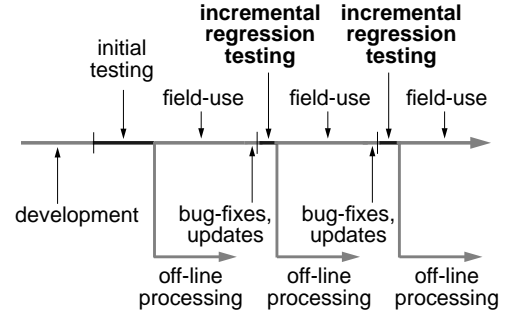 incremental
regression
testing
incremental
regression
testing
initial
testing
field-use
field-use
field-use
development
bug-fixes,
updates
bug-fixes,
updates
off-line
processing
off-line
processing
off-line
processing